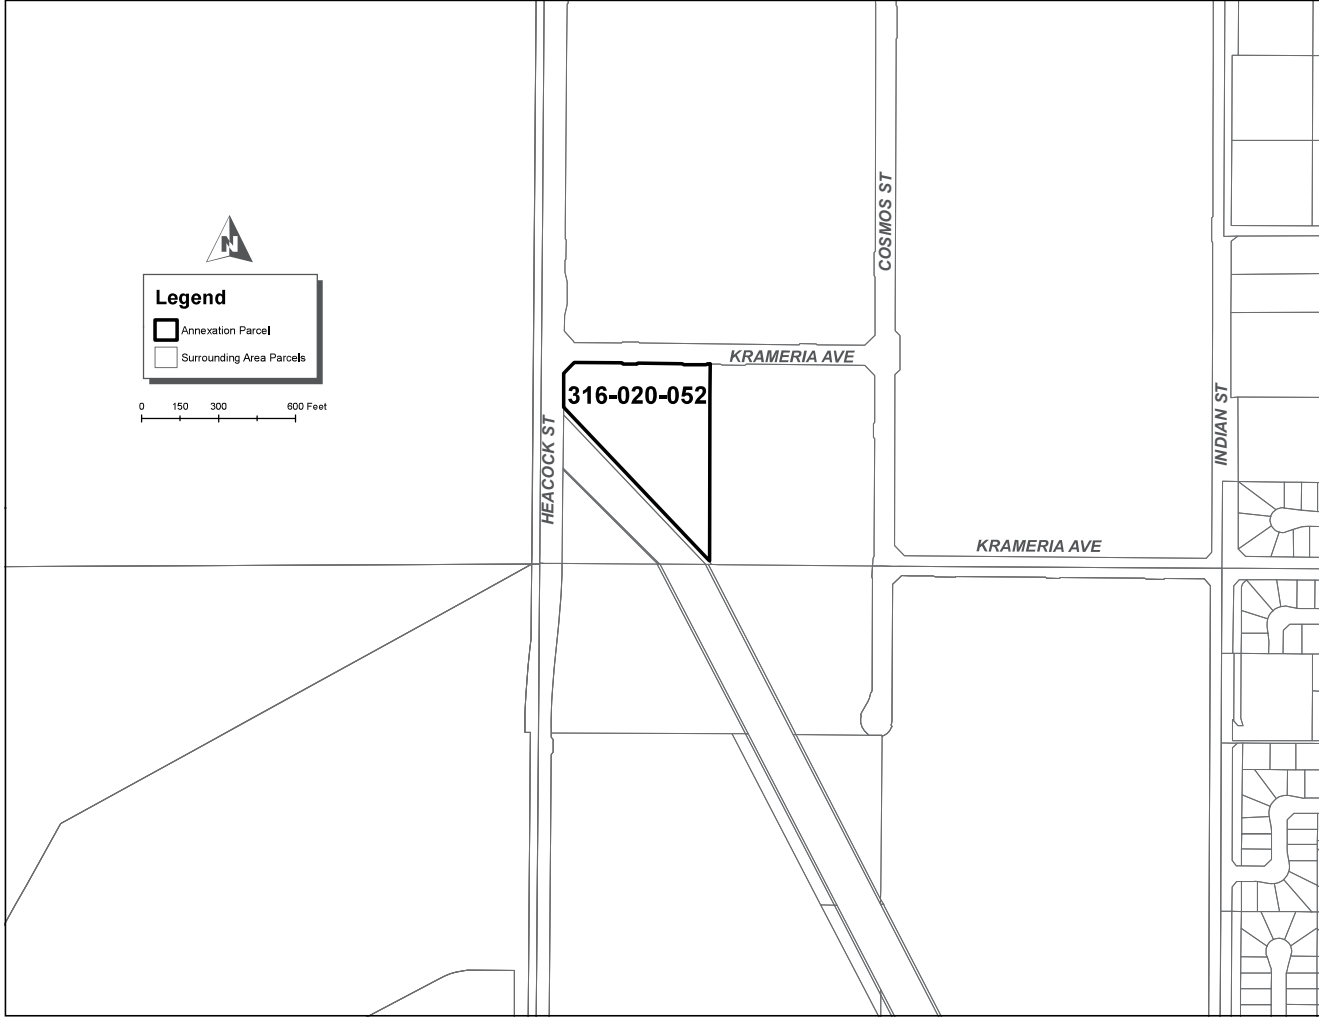 COSMOS ST
N
Legend
Annexation Parcel
Surrounding Area Parcels
KRAMERIA AVE
316-020-052
0 150 300 600 Feet
HEACOCK ST
INDIAN ST
KRAMERIA AVE